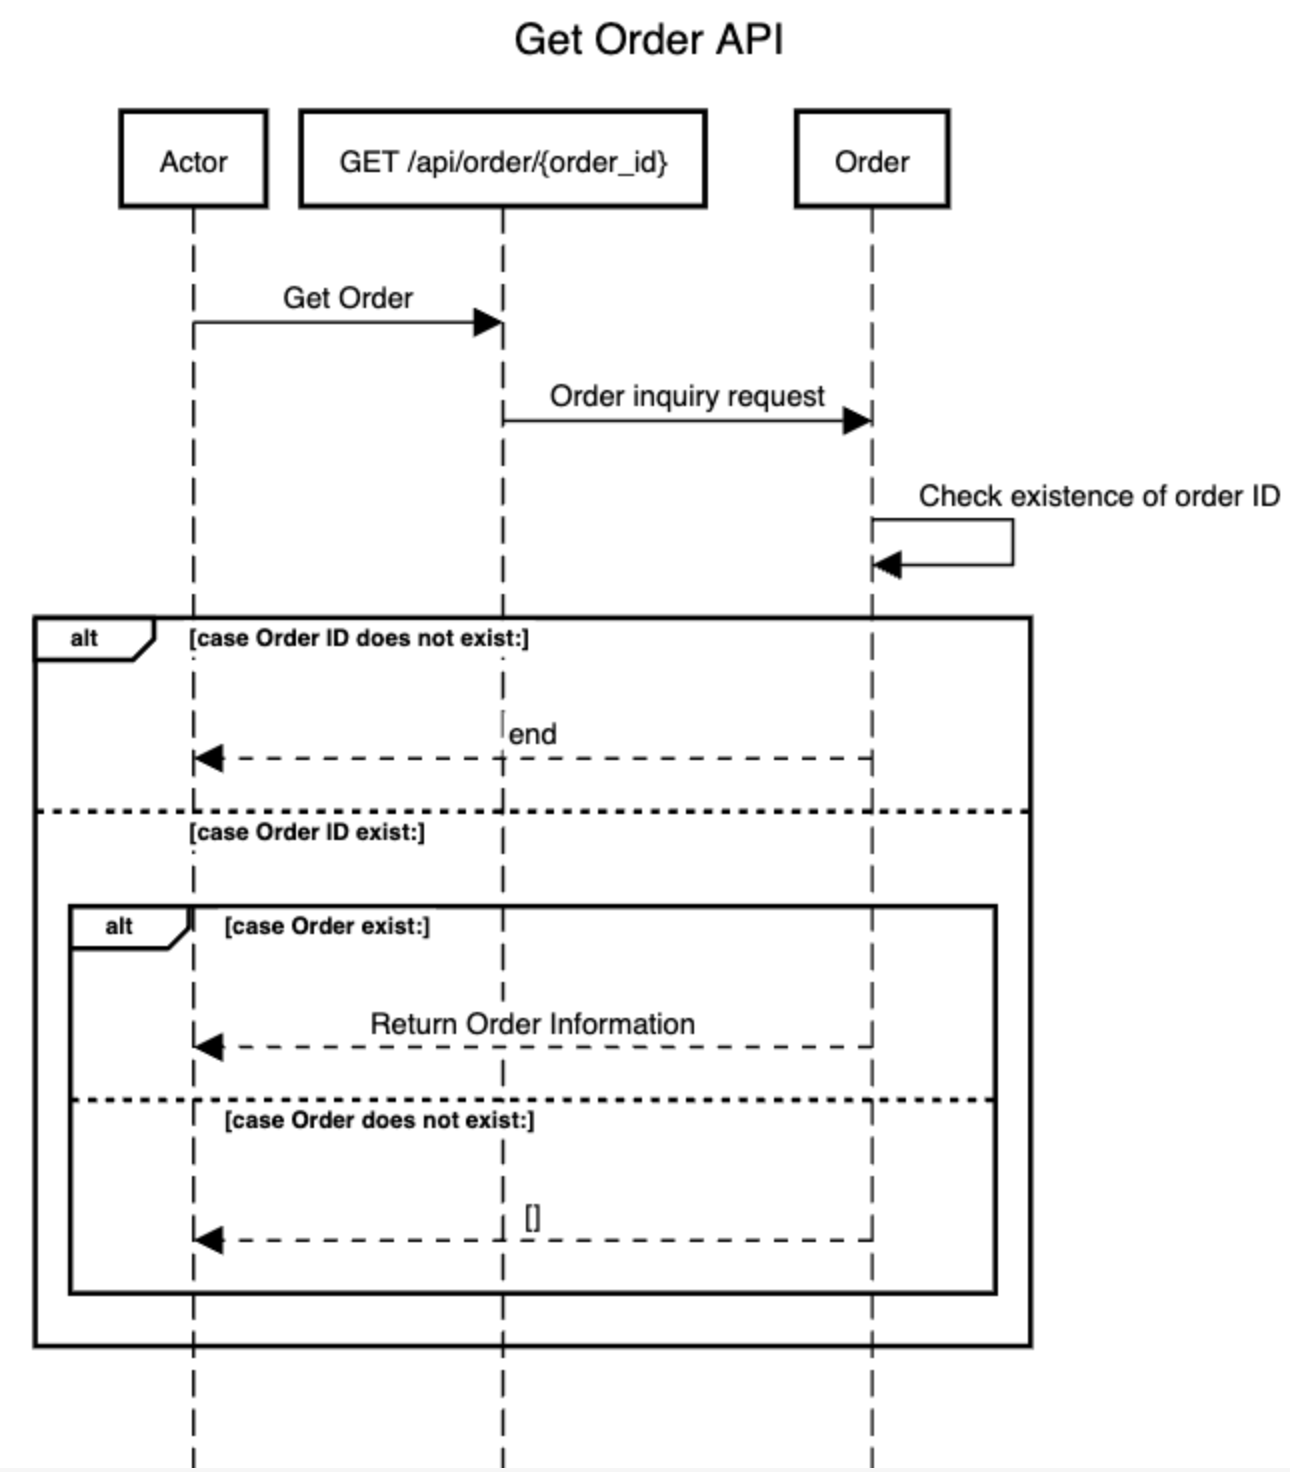 Get Order API
Actor
GET /api/order/{order_id}
Order
Get Order
Order inquiry request
Check existence of order ID
alt
[case Order ID does not exist:]
end
[case Order ID exist:]
alt
[case Order exist:]
Return Order Information
[case Order does not exist:]
[]